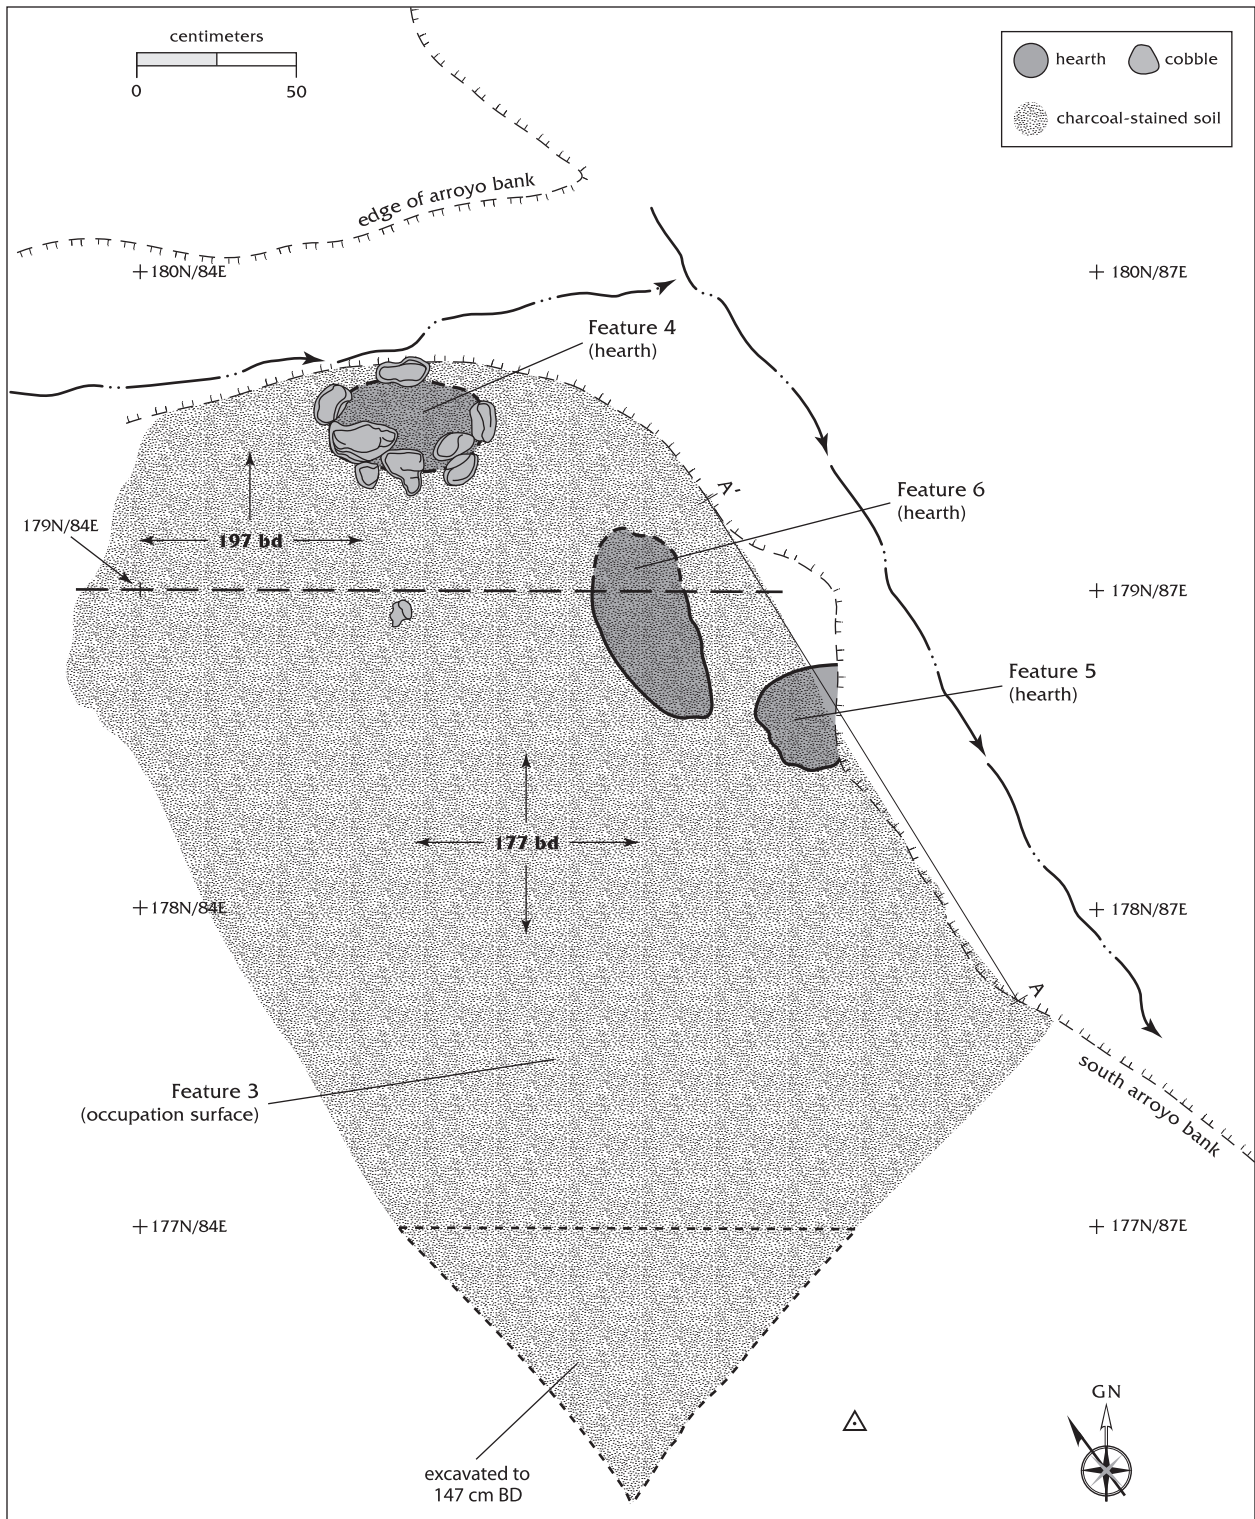 centimeters
0 50
hearth cobble
charcoal-stained soil
edge of arroyo bank
180N/84E
180N/87E
Feature 4
(hearth)
A'
Feature 6
(hearth)
179N/84E
197 bd
179N/87E
Feature 5
(hearth)
177 bd
178N/84E
178N/87E
A
south arroyo bank
Feature 3
(occupation surface)
177N/84E
177N/87E
GN
excavated to
147 cm BD